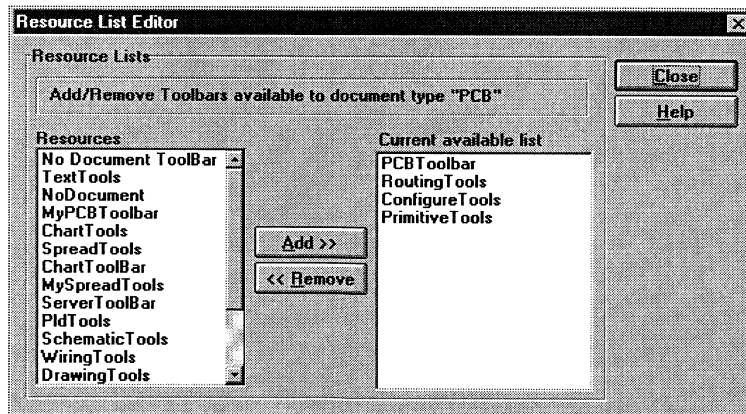 Resource List Editor
Resource Lists
Add/Remove Toolbars available to document type "PCB"
Close
Help
Resources
No Document ToolBar
TextTools
NoDocument
MyPCBToolbar
ChartTools
SpreadTools
ChartToolBar
MySpreadTools
ServerToolBar
PldTools
SchematicTools
WiringTools
DrawingTools
Add >>
<< Remove
Current available list
PCBToolbar
RoutingTools
ConfigureTools
PrimitiveTools